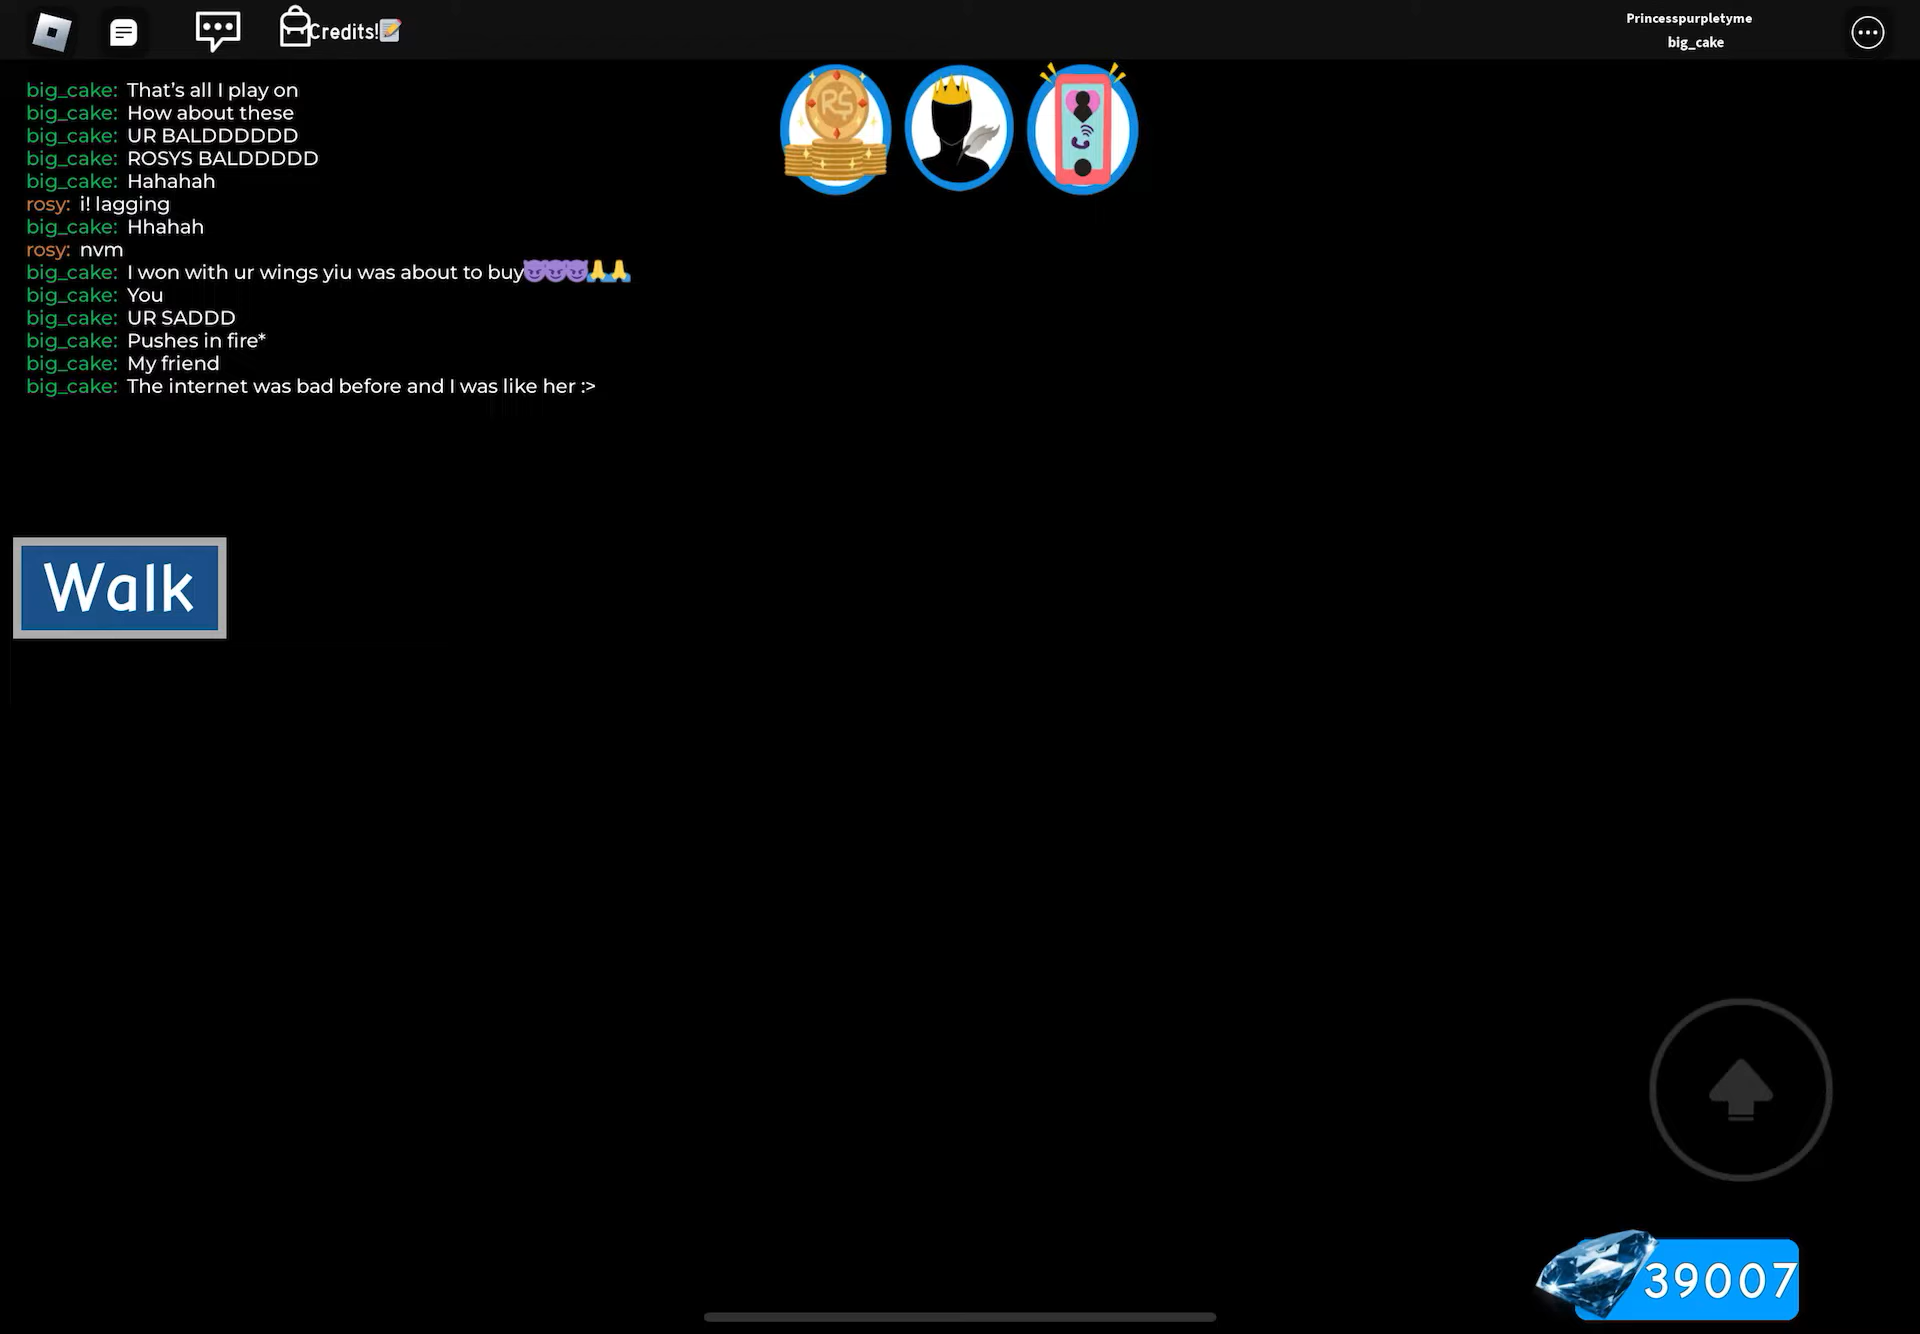 Credits!📝
Princesspurpletyme
big_cake
R$
big_cake: That’s all I play on
big_cake: How about these
big_cake: UR BALDDDDDD
big_cake: ROSYS BALDDDDD
big_cake: Hahahah
rosy: i! lagging
big_cake: Hhahah
rosy: nvm
big_cake: I won with ur wings yiu was about to buy😈😈😈🙏🙏
big_cake: You
big_cake: UR SADDD
big_cake: Pushes in fire*
big_cake: My friend
big_cake: The internet was bad before and I was like her :>
Walk
39007